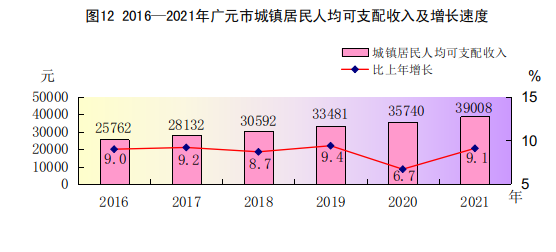 图12 2016—2021年广元市城镇居民人均可支配收入及增长速度
城镇居民人均可支配收入
比上年增长
元 %
50000 15
40000
30000 10
20000
10000
0 5
25762 28132 30592 33481 35740 39008
9.0 9.2 8.7 9.4 6.7 9.1
2016 2017 2018 2019 2020 2021 年